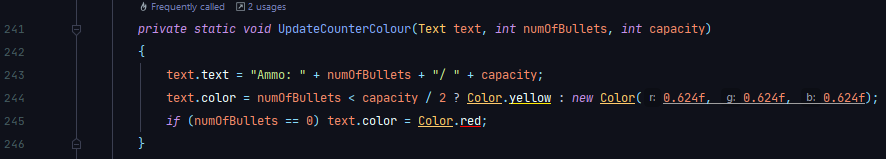 Frequently called 2 usages
241 private static void UpdateCounterColour(Text text, int numOfBullets, int capacity)
242 {
243 text.text = "Ammo: " + numOfBullets + "/ " + capacity;
244 text.color = numOfBullets < capacity / 2 ? Color.yellow : new Color( r: 0.624f, g: 0.624f, b: 0.624f);
245 if (numOfBullets == 0) text.color = Color.red;
246 }